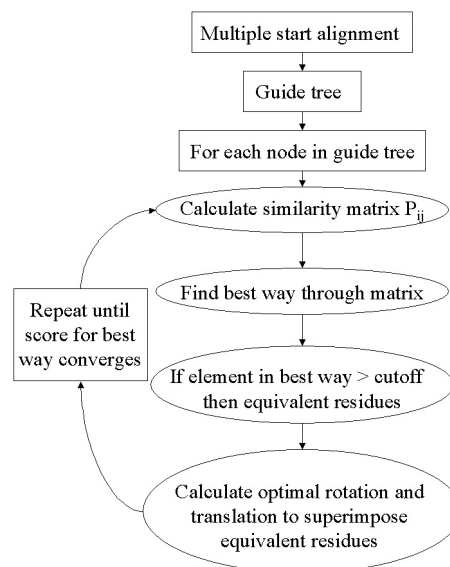 Multiple start alignment
Guide tree
For each node in guide tree
Calculate similarity matrix Pij
Find best way through matrix
If element in best way > cutoff
then equivalent residues
Calculate optimal rotation and
translation to superimpose
equivalent residues
Repeat until
score for best
way converges